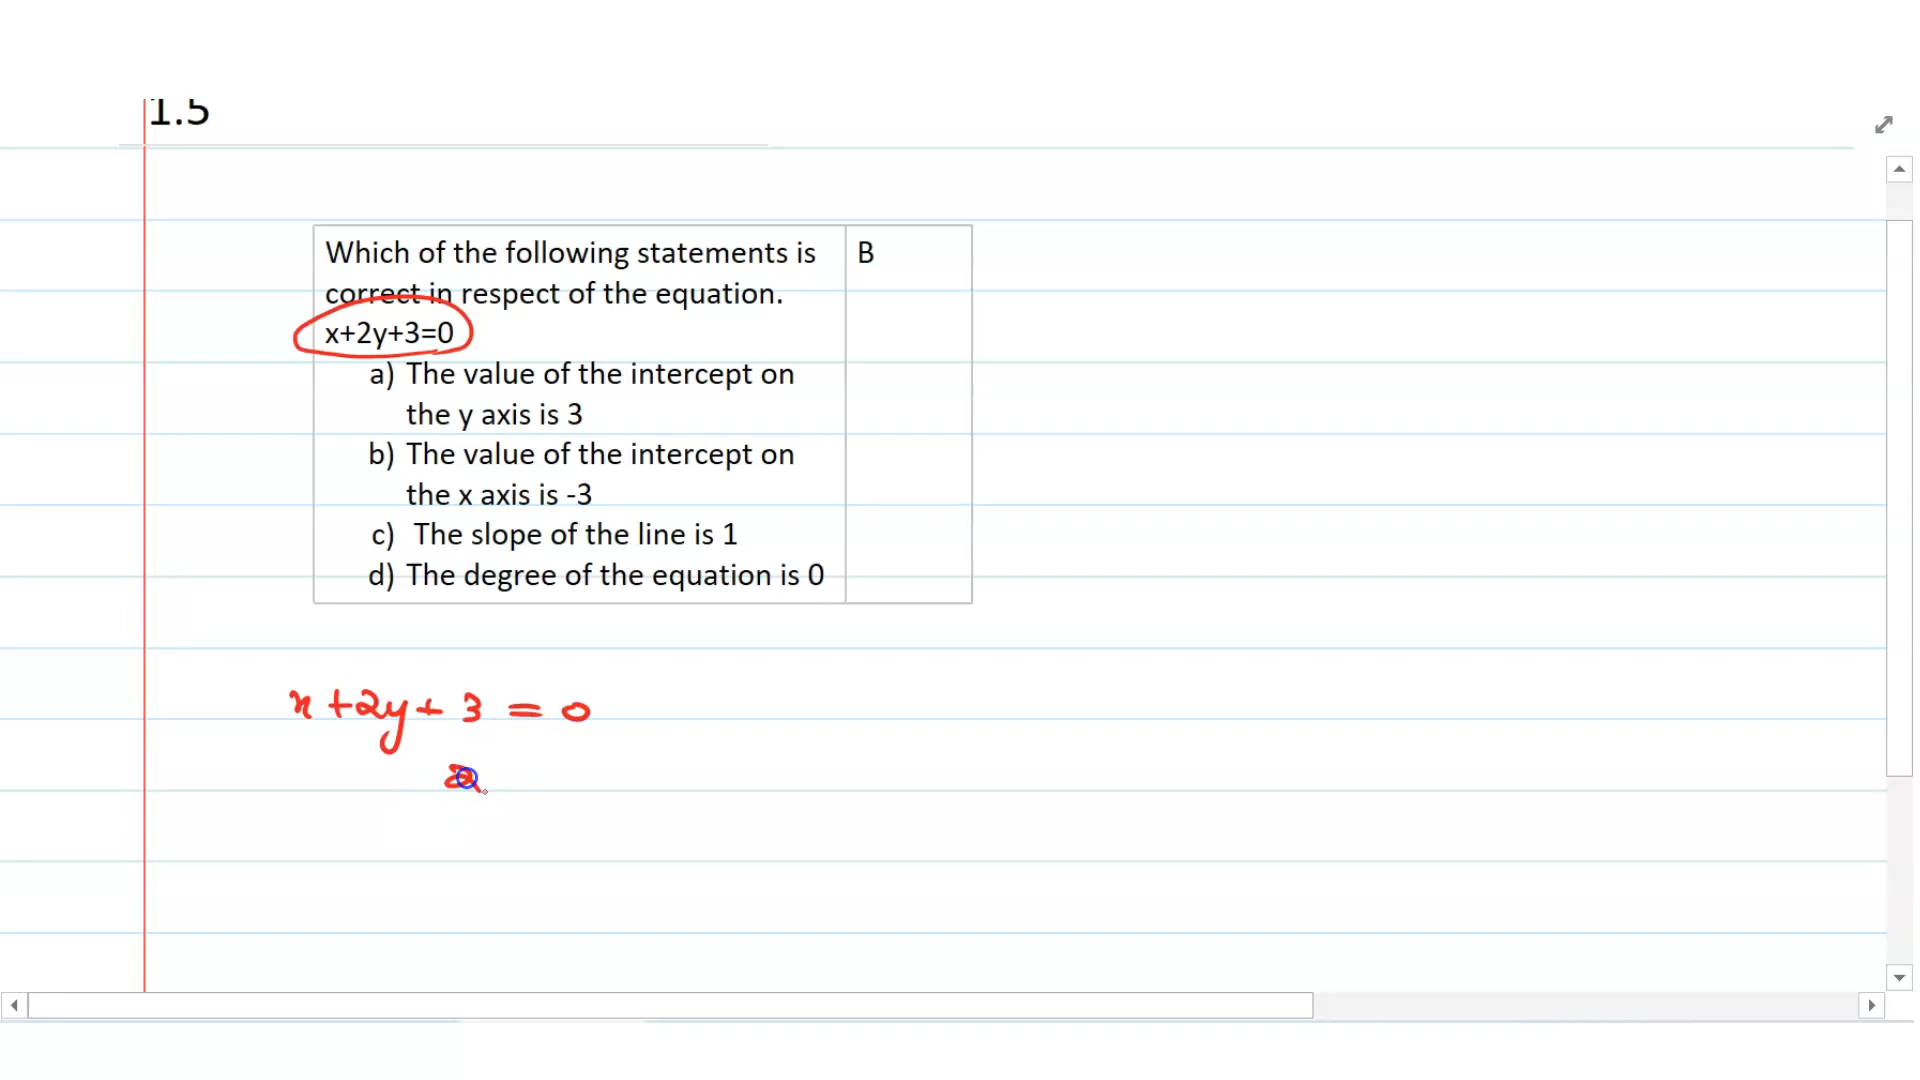 1.5
Which of the following statements is
correct in respect of the equation.
x+2y+3=0
a) The value of the intercept on
the y axis is 3
b) The value of the intercept on
the x axis is -3
c) The slope of the line is 1
d) The degree of the equation is 0
B
x +2y+ 3 = 0